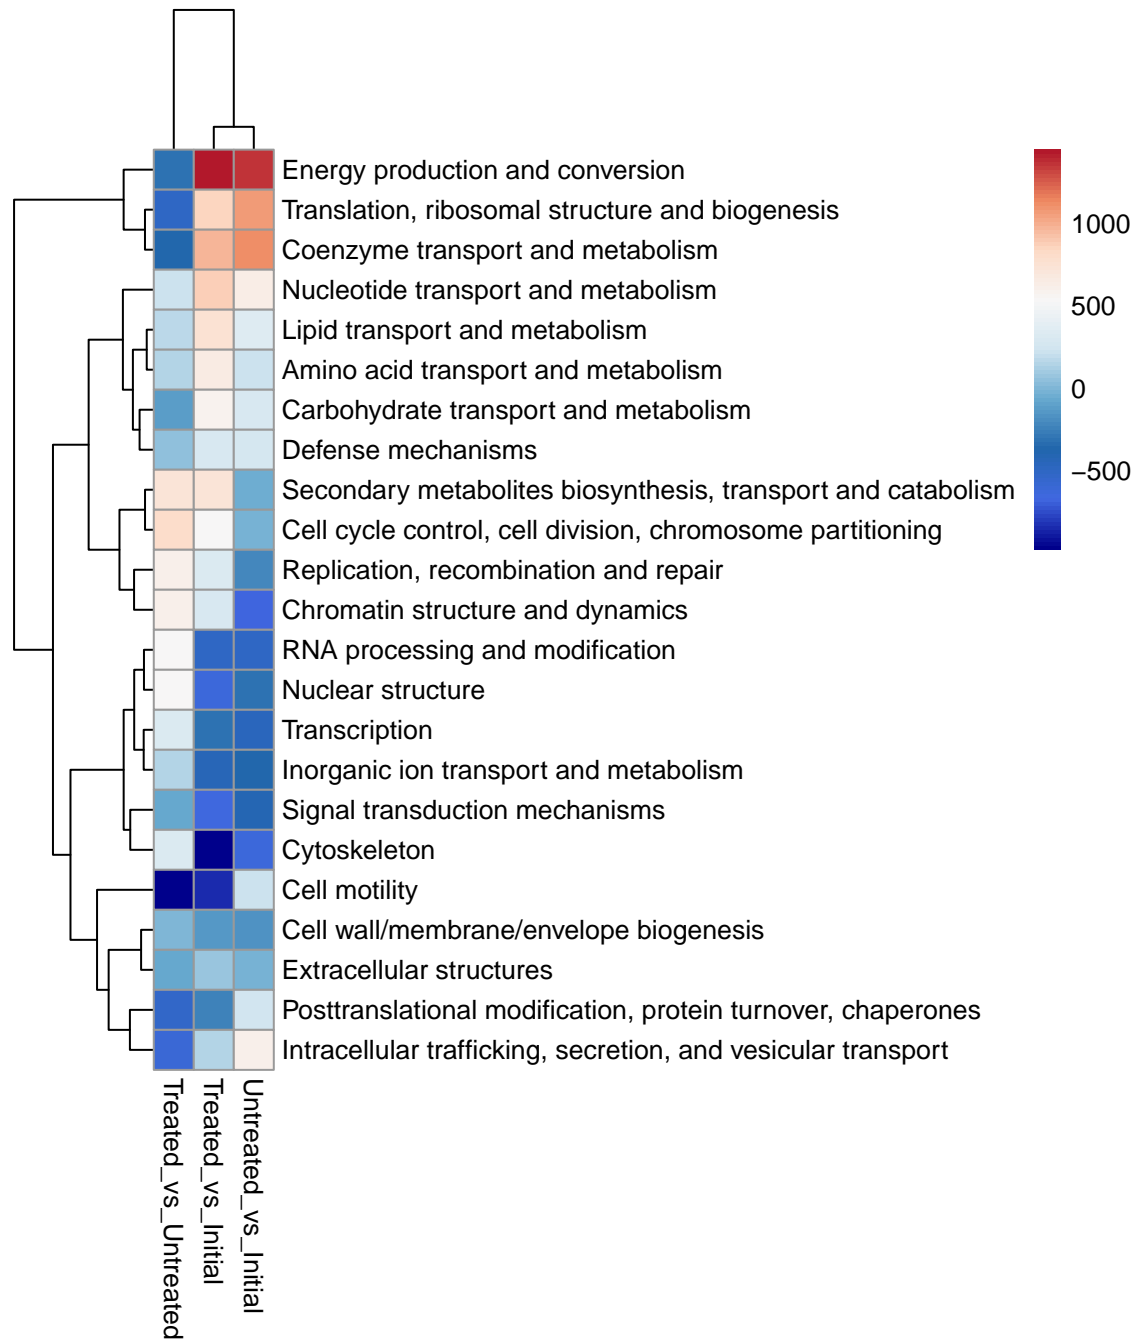 Energy production and conversion
Translation, ribosomal structure and biogenesis
Coenzyme transport and metabolism
Nucleotide transport and metabolism
Lipid transport and metabolism
Amino acid transport and metabolism
Carbohydrate transport and metabolism
Defense mechanisms
Secondary metabolites biosynthesis, transport and catabolism
Cell cycle control, cell division, chromosome partitioning
Replication, recombination and repair
Chromatin structure and dynamics
RNA processing and modification
Nuclear structure
Transcription
Inorganic ion transport and metabolism
Signal transduction mechanisms
Cytoskeleton
Cell motility
Cell wall/membrane/envelope biogenesis
Extracellular structures
Posttranslational modification, protein turnover, chaperones
Intracellular trafficking, secretion, and vesicular transport
Treated_vs_Untreated
Treated_vs_Initial
Untreated_vs_Initial
1000
500
0
−500